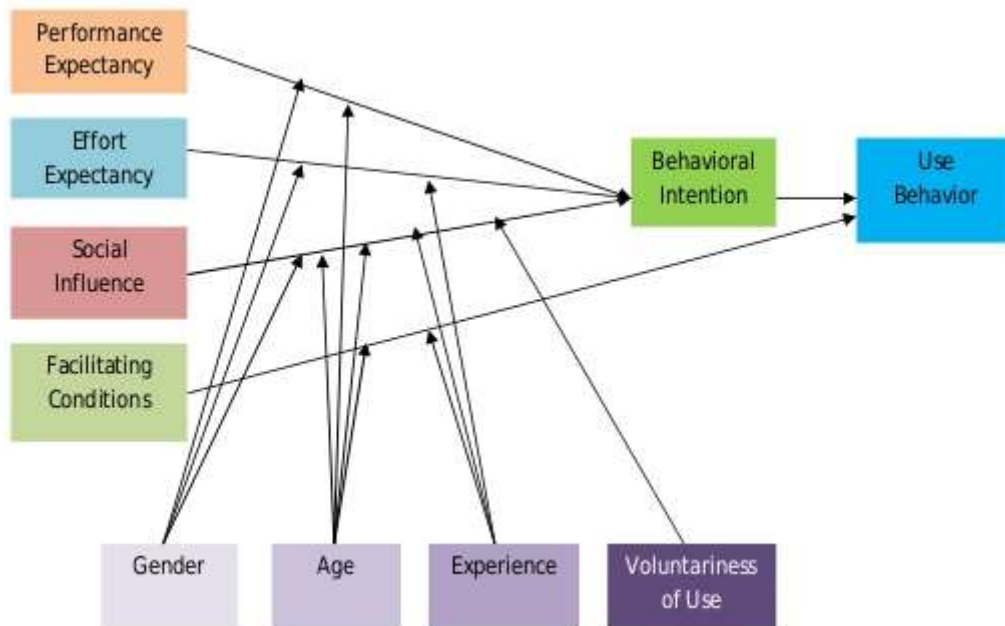 Performance
Expectancy
Effort
Expectancy
Social
Influence
Facilitating
Conditions
Behavioral
Intention
Use
Behavior
Gender
Age
Experience
Voluntariness
of Use